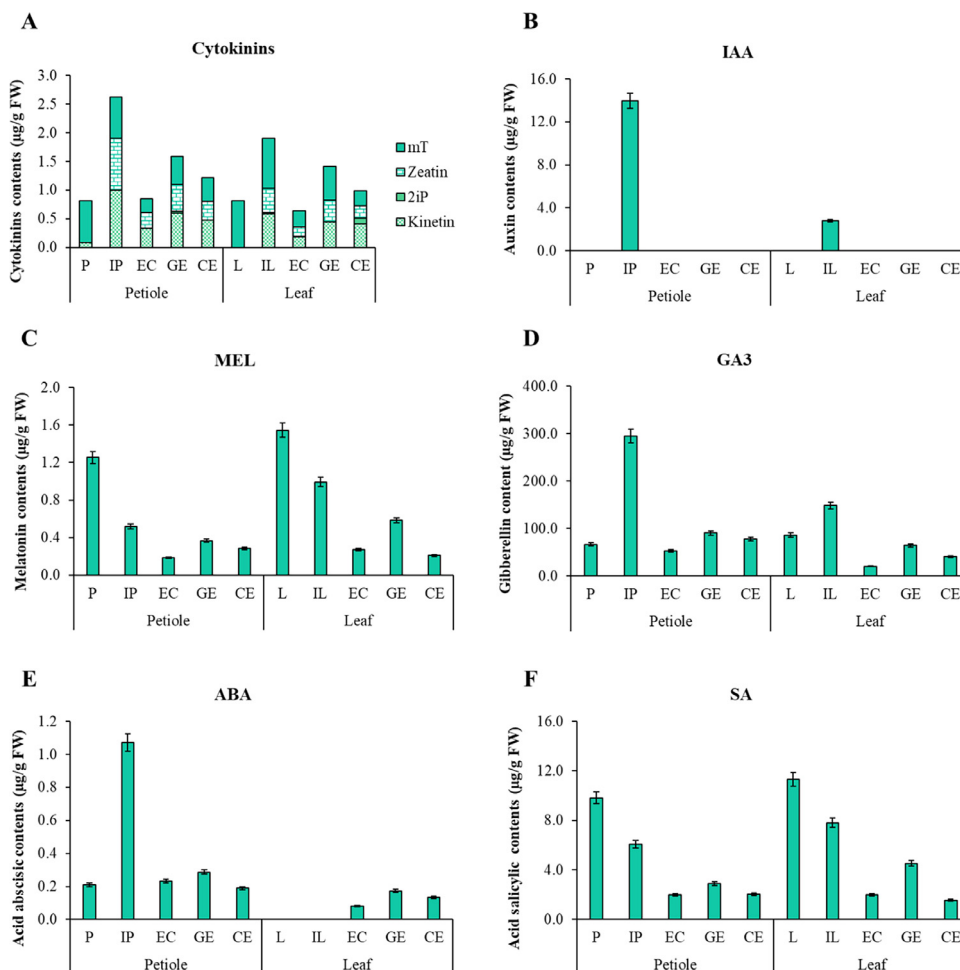 A
Cytokinins
Cytokinins contents (µg/g FW)
3.0
2.5
2.0
1.5
1.0
0.5
0.0
P IP EC GE CE L IL EC GE CE
Petiole Leaf
mT
Zeatin
2iP
Kinetin
B
IAA
Auxin contents (µg/g FW)
16.0
12.0
8.0
4.0
0.0
P IP EC GE CE L IL EC GE CE
Petiole Leaf
C
MEL
Melatonin contents (µg/g FW)
2.0
1.6
1.2
0.8
0.4
0.0
P IP EC GE CE L IL EC GE CE
Petiole Leaf
D
GA3
Gibberellin content (µg/g FW)
400.0
300.0
200.0
100.0
0.0
P IP EC GE CE L IL EC GE CE
Petiole Leaf
E
ABA
Acid abscisic contents (µg/g FW)
1.2
1.0
0.8
0.6
0.4
0.2
0.0
P IP EC GE CE L IL EC GE CE
Petiole Leaf
F
SA
Acid salicylic contents (µg/g FW)
16.0
12.0
8.0
4.0
0.0
P IP EC GE CE L IL EC GE CE
Petiole Leaf